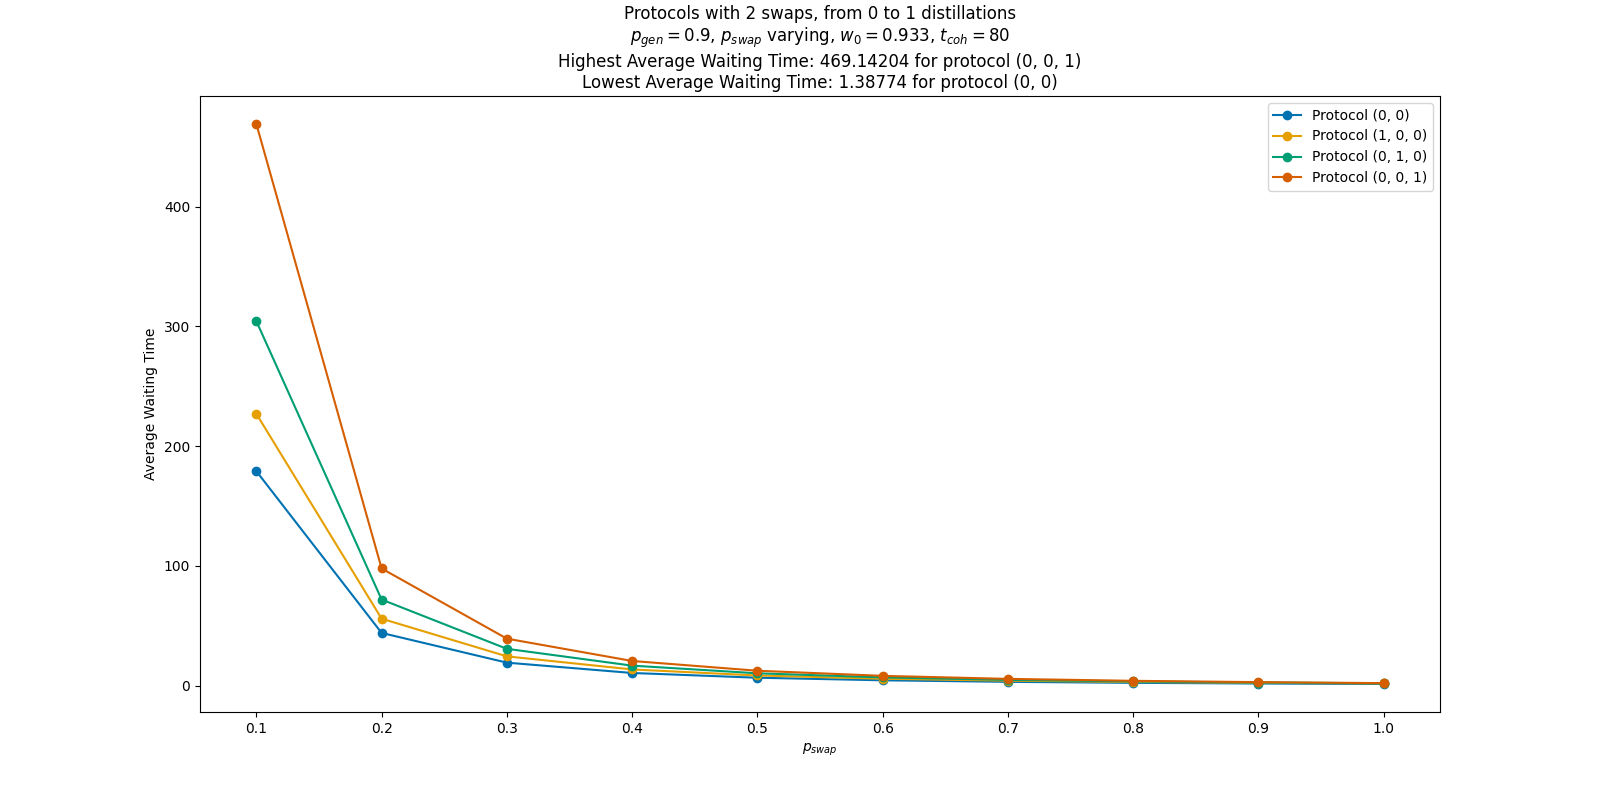 Protocols with 2 swaps, from 0 to 1 distillations
p_gen = 0.9, p_swap varying, w_0 = 0.933, t_coh = 80
Highest Average Waiting Time: 469.14204 for protocol (0, 0, 1)
Lowest Average Waiting Time: 1.38774 for protocol (0, 0)
Protocol (0, 0)
Protocol (1, 0, 0)
Protocol (0, 1, 0)
Protocol (0, 0, 1)
Average Waiting Time
400
300
200
100
0
0.1 0.2 0.3 0.4 0.5 0.6 0.7 0.8 0.9 1.0
p_swap